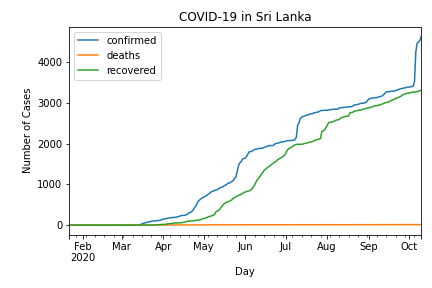 COVID-19 in Sri Lanka
confirmed
deaths
recovered
Number of Cases
4000
3000
2000
1000
0
Feb Mar Apr May Jun Jul Aug Sep Oct
2020
Day